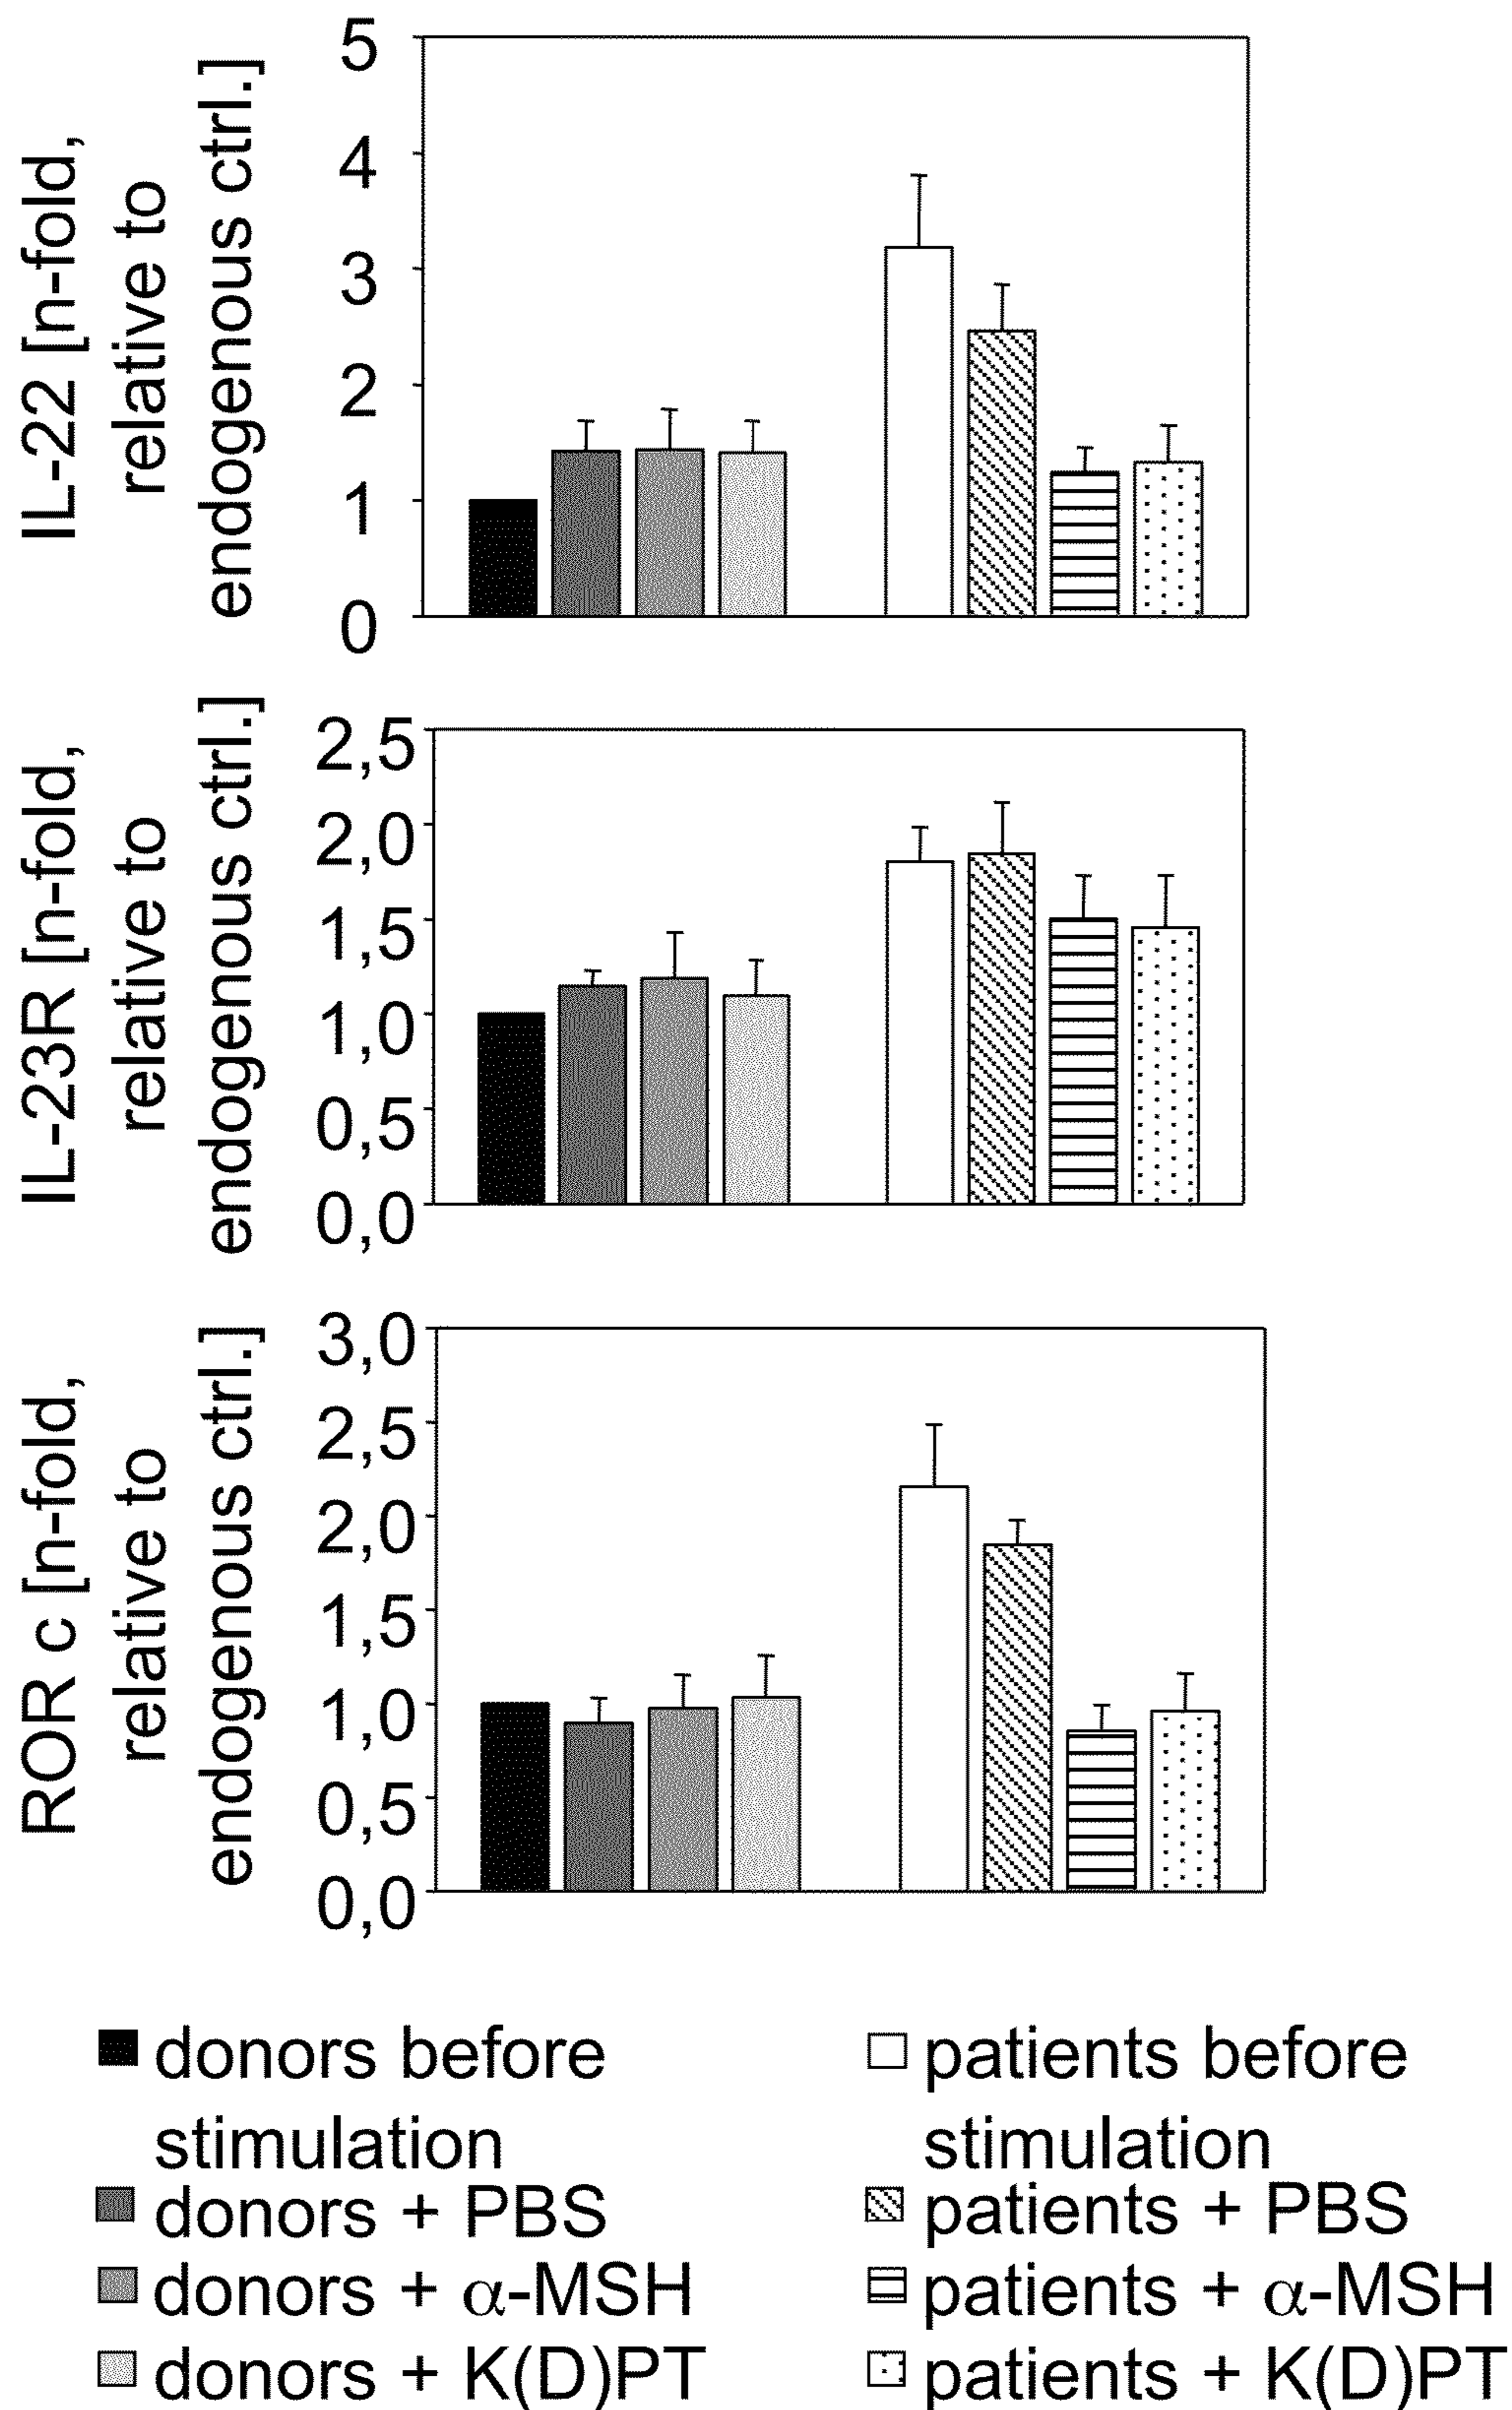 IL-22 [n-fold,
relative to
endogenous ctrl.]
5
4
3
2
1
0
IL-23R [n-fold,
relative to
endogenous ctrl.]
2,5
2,0
1,5
1,0
0,5
0,0
ROR c [n-fold,
relative to
endogenous ctrl.]
3,0
2,5
2,0
1,5
1,0
0,5
0,0
donors before
stimulation
donors + PBS
donors + α-MSH
donors + K(D)PT
patients before
stimulation
patients + PBS
patients + α-MSH
patients + K(D)PT